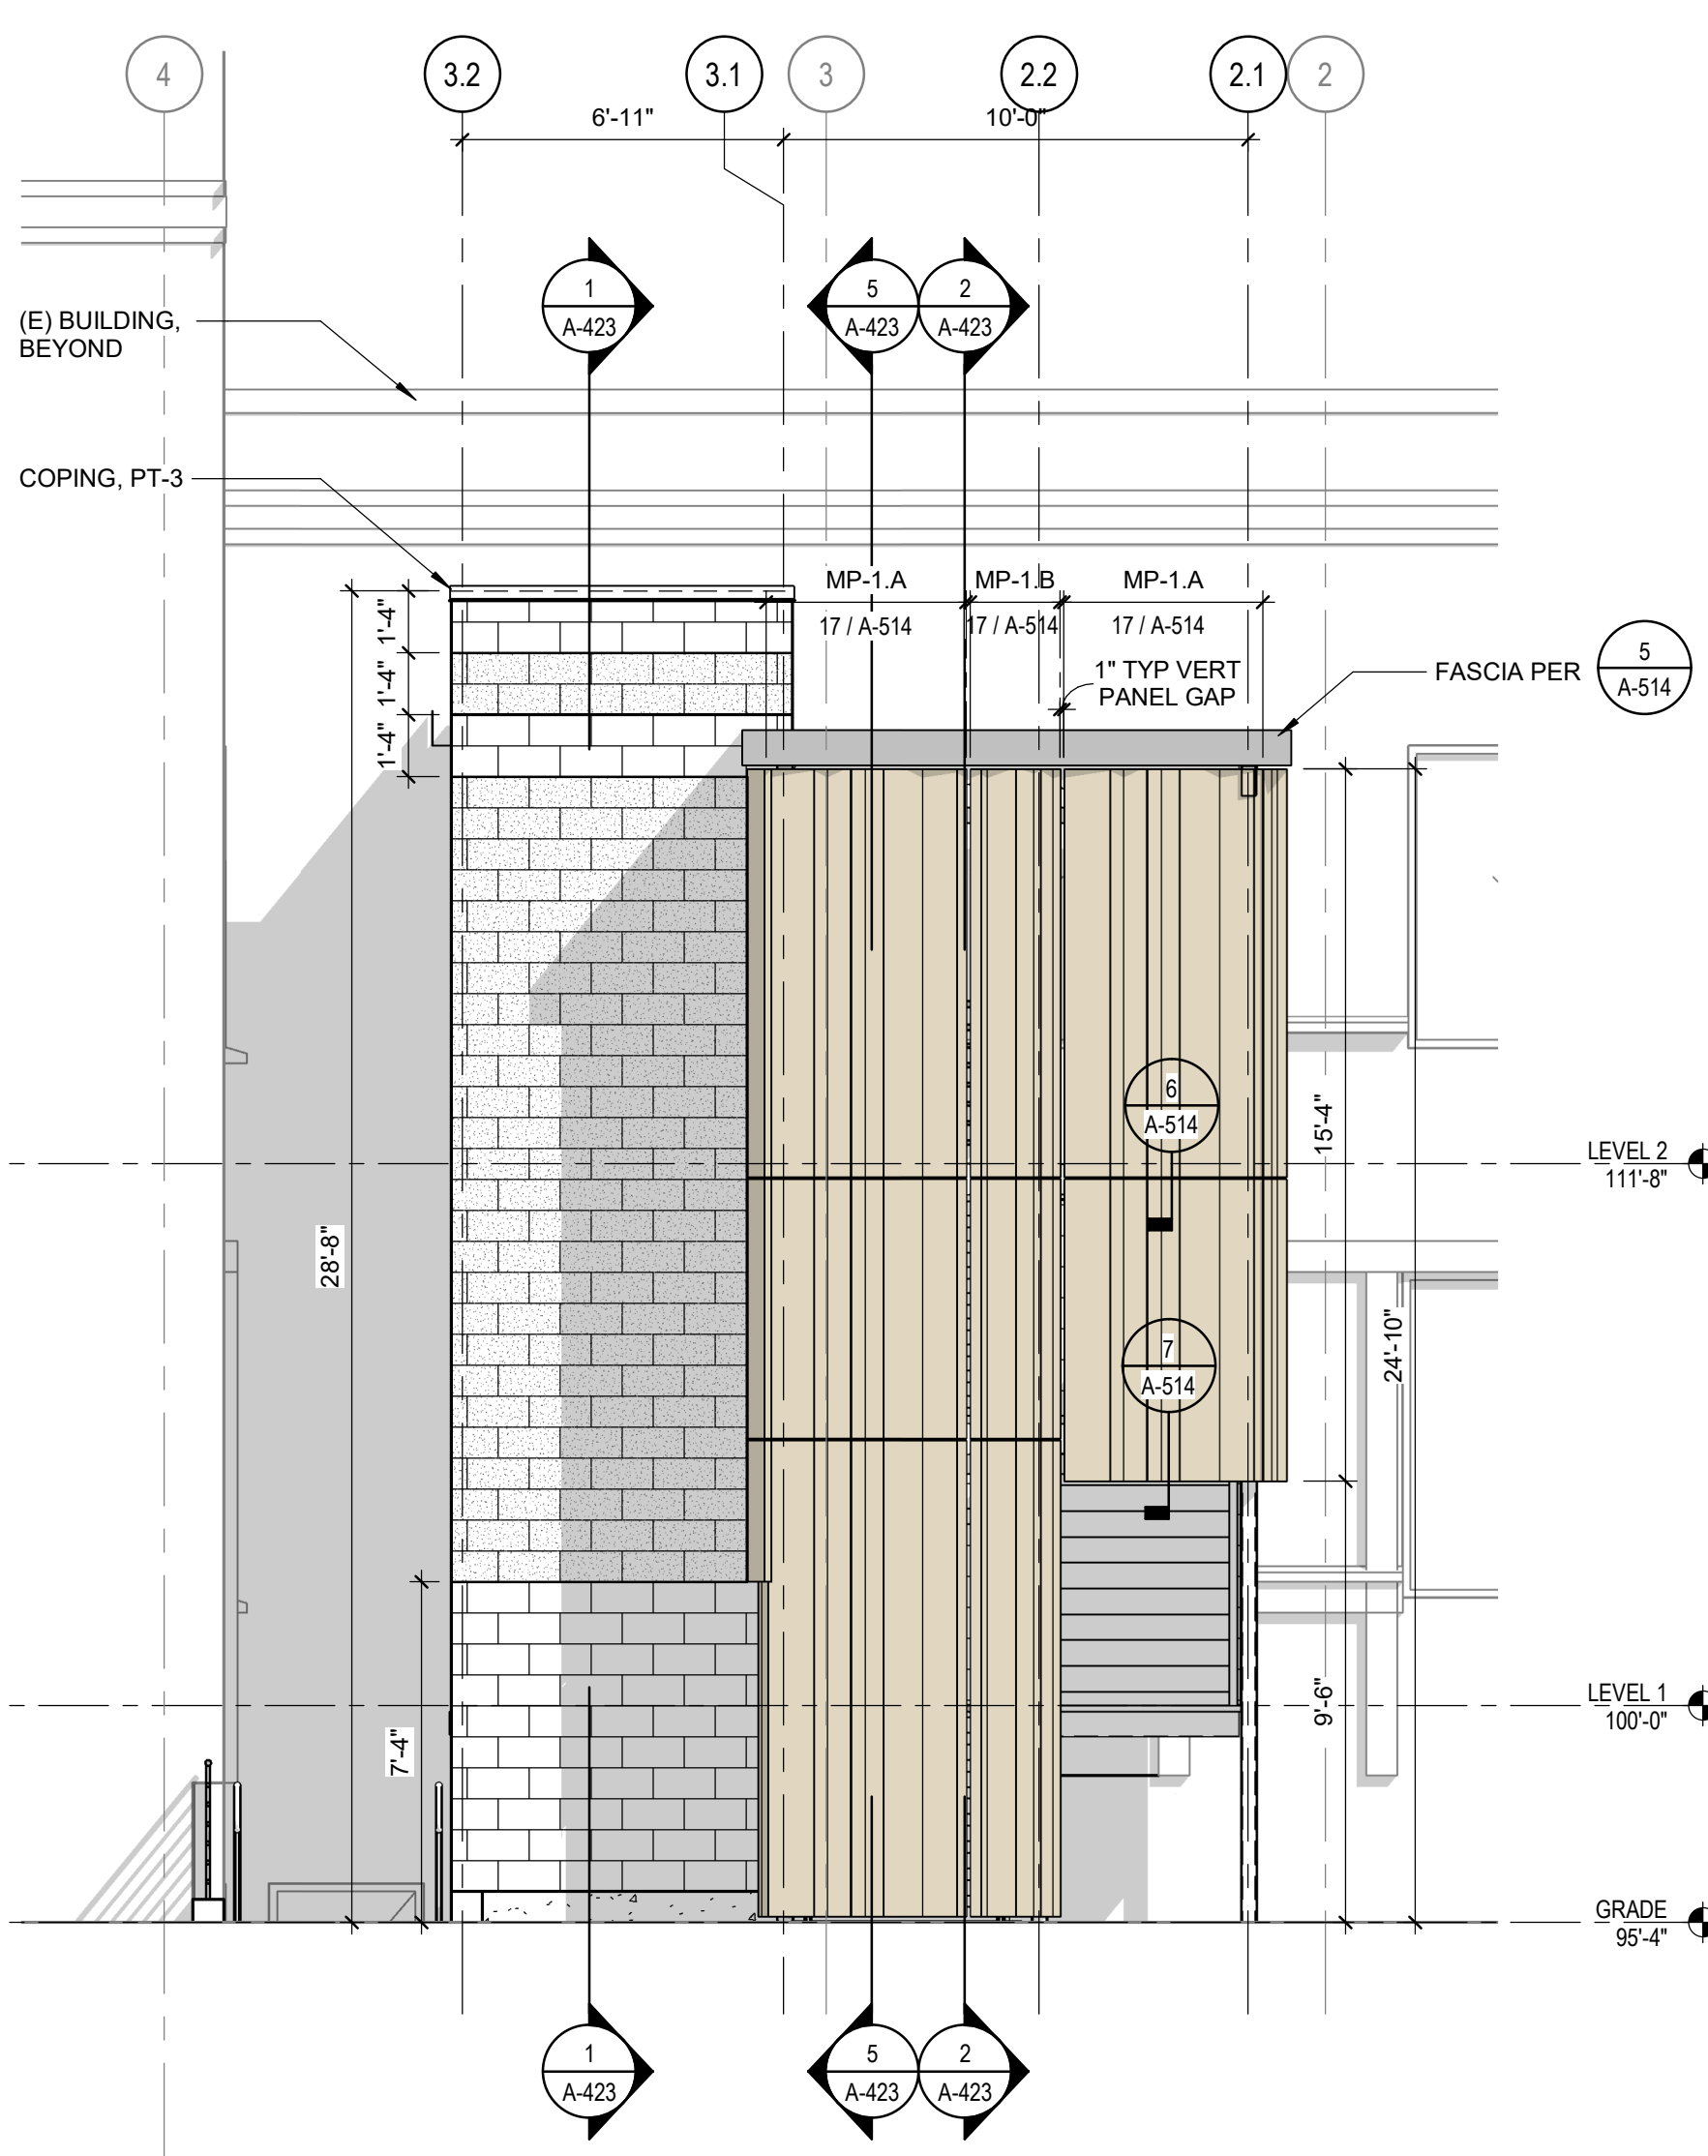 4
3.2
3.1
3
2.2
2.1
2
6'-11"
10'-0"
1
A-423
5
A-423
2
A-423
(E) BUILDING,
BEYOND
COPING, PT-3
MP-1.A
MP-1.B
MP-1.A
17 / A-514
17 / A-514
17 / A-514
1'-4"
1'-4"
1'-4"
1" TYP VERT
PANEL GAP
FASCIA PER
5
A-514
6
A-514
15'-4"
LEVEL 2
111'-8"
28'-8"
7
A-514
24'-10"
LEVEL 1
100'-0"
9'-6"
7'-4"
GRADE
95'-4"
1
A-423
5
A-423
2
A-423